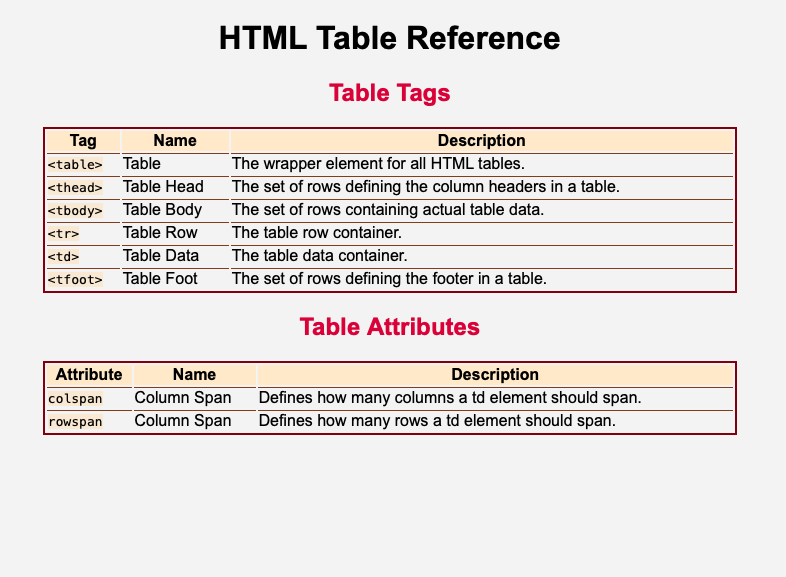 HTML Table Reference
Table Tags
Tag Name Description
<table> Table The wrapper element for all HTML tables.
<thead> Table Head The set of rows defining the column headers in a table.
<tbody> Table Body The set of rows containing actual table data.
<tr> Table Row The table row container.
<td> Table Data The table data container.
<tfoot> Table Foot The set of rows defining the footer in a table.
Table Attributes
Attribute Name Description
colspan Column Span Defines how many columns a td element should span.
rowspan Column Span Defines how many rows a td element should span.